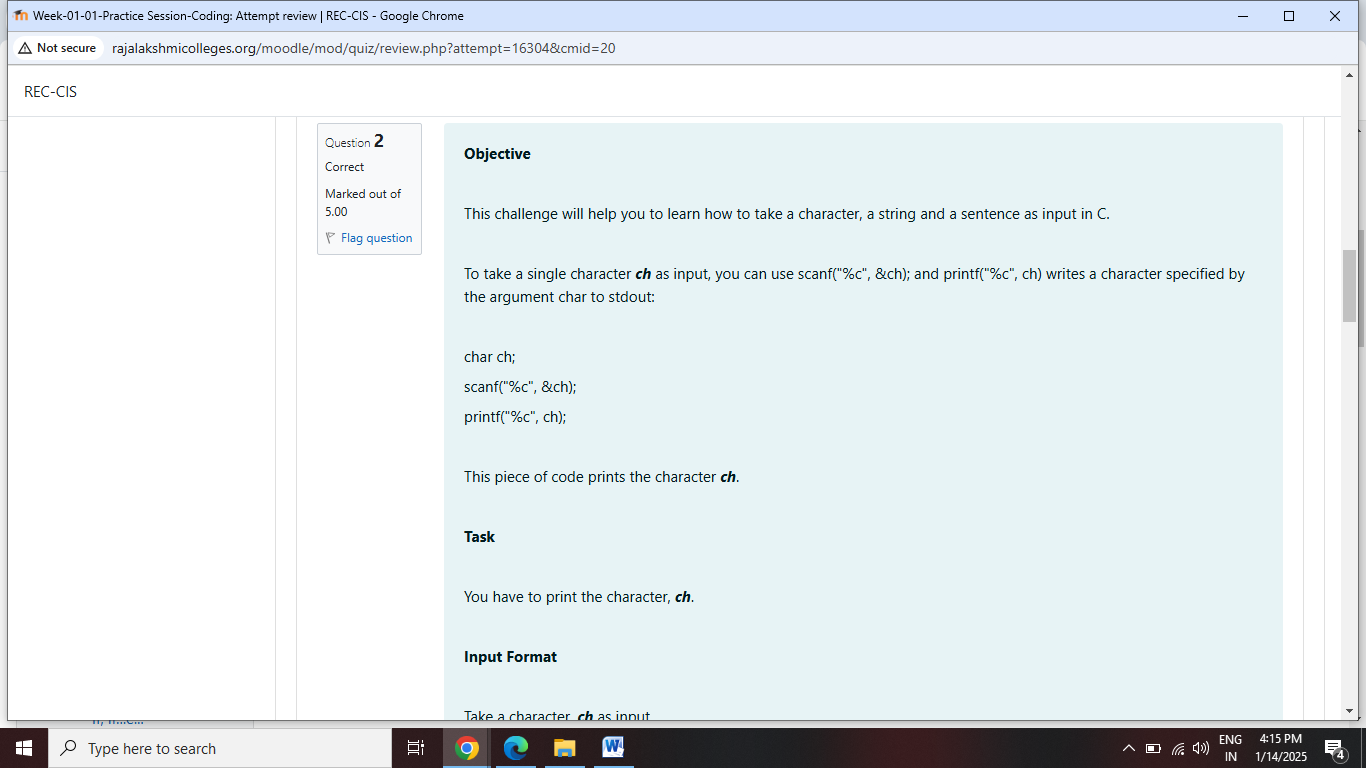 Week-01-01-Practice Session-Coding: Attempt review | REC-CIS - Google Chrome
Not secure
rajalakshmicolleges.org/moodle/mod/quiz/review.php?attempt=16304&cmid=20
REC-CIS
Question 2
Correct
Marked out of
5.00
Flag question
Objective
This challenge will help you to learn how to take a character, a string and a sentence as input in C.
To take a single character ch as input, you can use scanf("%c", &ch); and printf("%c", ch) writes a character specified by
the argument char to stdout:
char ch;
scanf("%c", &ch);
printf("%c", ch);
This piece of code prints the character ch.
Task
You have to print the character, ch.
Input Format
Take a character, ch as input.
Type here to search
ENG
IN
4:15 PM
1/14/2025
4